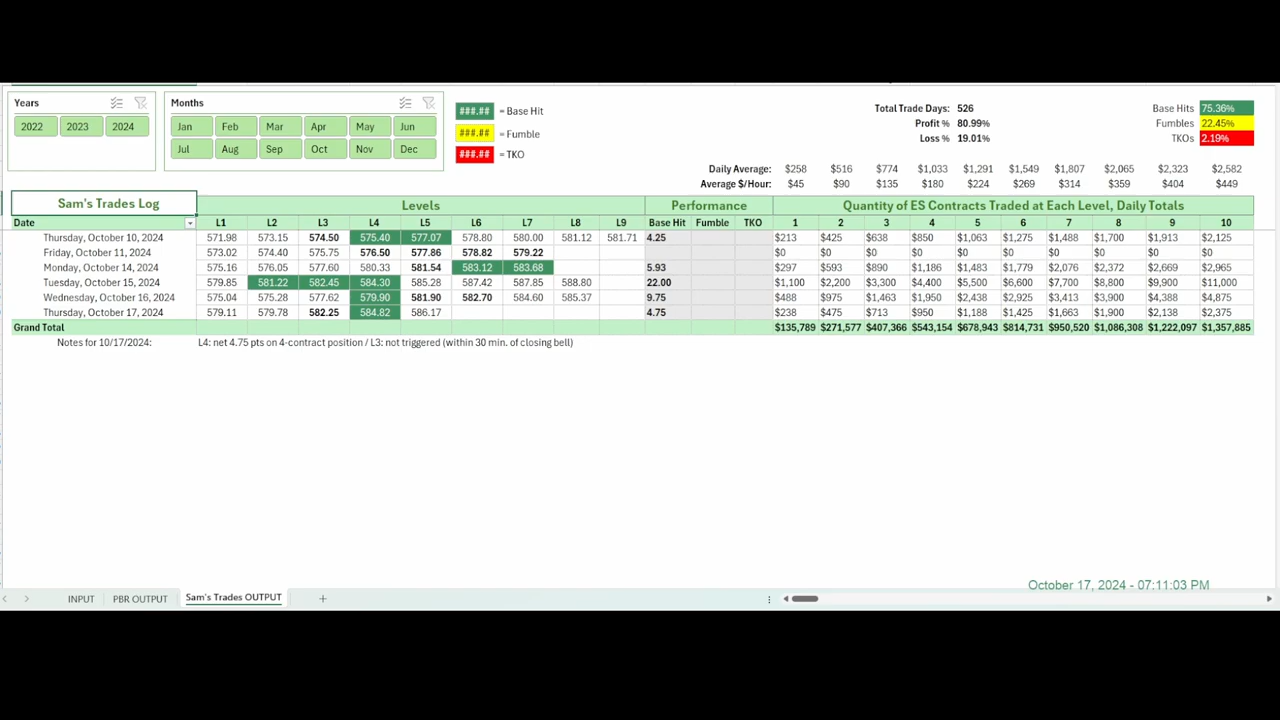 Years
2022 2023 2024
Months
Jan Feb Mar Apr May Jun
Jul Aug Sep Oct Nov Dec
###.## = Base Hit
###.## = Fumble
###.## = TKO
Total Trade Days: 526
Profit % 80.99%
Loss % 19.01%
Base Hits 75.36%
Fumbles 22.45%
TKOs 2.19%
Daily Average: $258 $516 $774 $1,033 $1,291 $1,549 $1,807 $2,065 $2,323 $2,582
Average $/Hour: $45 $90 $135 $180 $224 $269 $314 $359 $404 $449
Sam's Trades Log Levels Performance Quantity of ES Contracts Traded at Each Level, Daily Totals
Date L1 L2 L3 L4 L5 L6 L7 L8 L9 Base Hit Fumble TKO 1 2 3 4 5 6 7 8 9 10
Thursday, October 10, 2024 571.98 573.15 574.50 575.40 577.07 578.80 580.00 581.12 581.71 4.25 $213 $425 $638 $850 $1,063 $1,275 $1,488 $1,700 $1,913 $2,125
Friday, October 11, 2024 573.02 574.40 575.75 576.50 577.86 578.82 579.22 $0 $0 $0 $0 $0 $0 $0 $0 $0 $0
Monday, October 14, 2024 575.16 576.05 577.60 580.33 581.54 583.12 583.68 5.93 $297 $593 $890 $1,186 $1,483 $1,779 $2,076 $2,372 $2,669 $2,965
Tuesday, October 15, 2024 579.85 581.22 582.45 584.30 585.28 587.42 587.85 588.80 22.00 $1,100 $2,200 $3,300 $4,400 $5,500 $6,600 $7,700 $8,800 $9,900 $11,000
Wednesday, October 16, 2024 575.04 575.28 577.62 579.90 581.90 582.70 584.60 585.37 9.75 $488 $975 $1,463 $1,950 $2,438 $2,925 $3,413 $3,900 $4,388 $4,875
Thursday, October 17, 2024 579.11 579.78 582.25 584.82 586.17 4.75 $238 $475 $713 $950 $1,188 $1,425 $1,663 $1,900 $2,138 $2,375
Grand Total $135,789 $271,577 $407,366 $543,154 $678,943 $814,731 $950,520 $1,086,308 $1,222,097 $1,357,885
Notes for 10/17/2024: L4: net 4.75 pts on 4-contract position / L3: not triggered (within 30 min. of closing bell)
October 17, 2024 - 07:11:03 PM
INPUT PBR OUTPUT Sam's Trades OUTPUT +